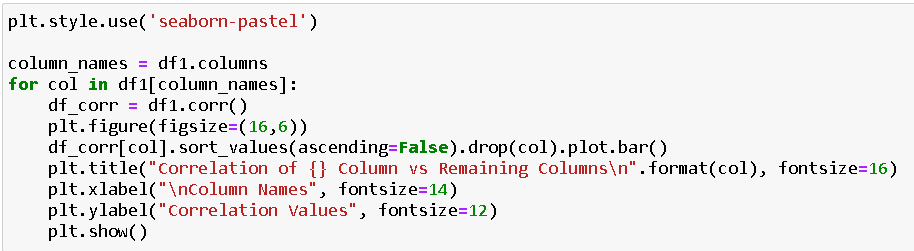 plt.style.use('seaborn-pastel')
column_names = df1.columns
for col in df1[column_names]:
    df_corr = df1.corr()
    plt.figure(figsize=(16,6))
    df_corr[col].sort_values(ascending=False).drop(col).plot.bar()
    plt.title("Correlation of {} Column vs Remaining Columns\n".format(col), fontsize=16)
    plt.xlabel("\nColumn Names", fontsize=14)
    plt.ylabel("Correlation Values", fontsize=12)
    plt.show()